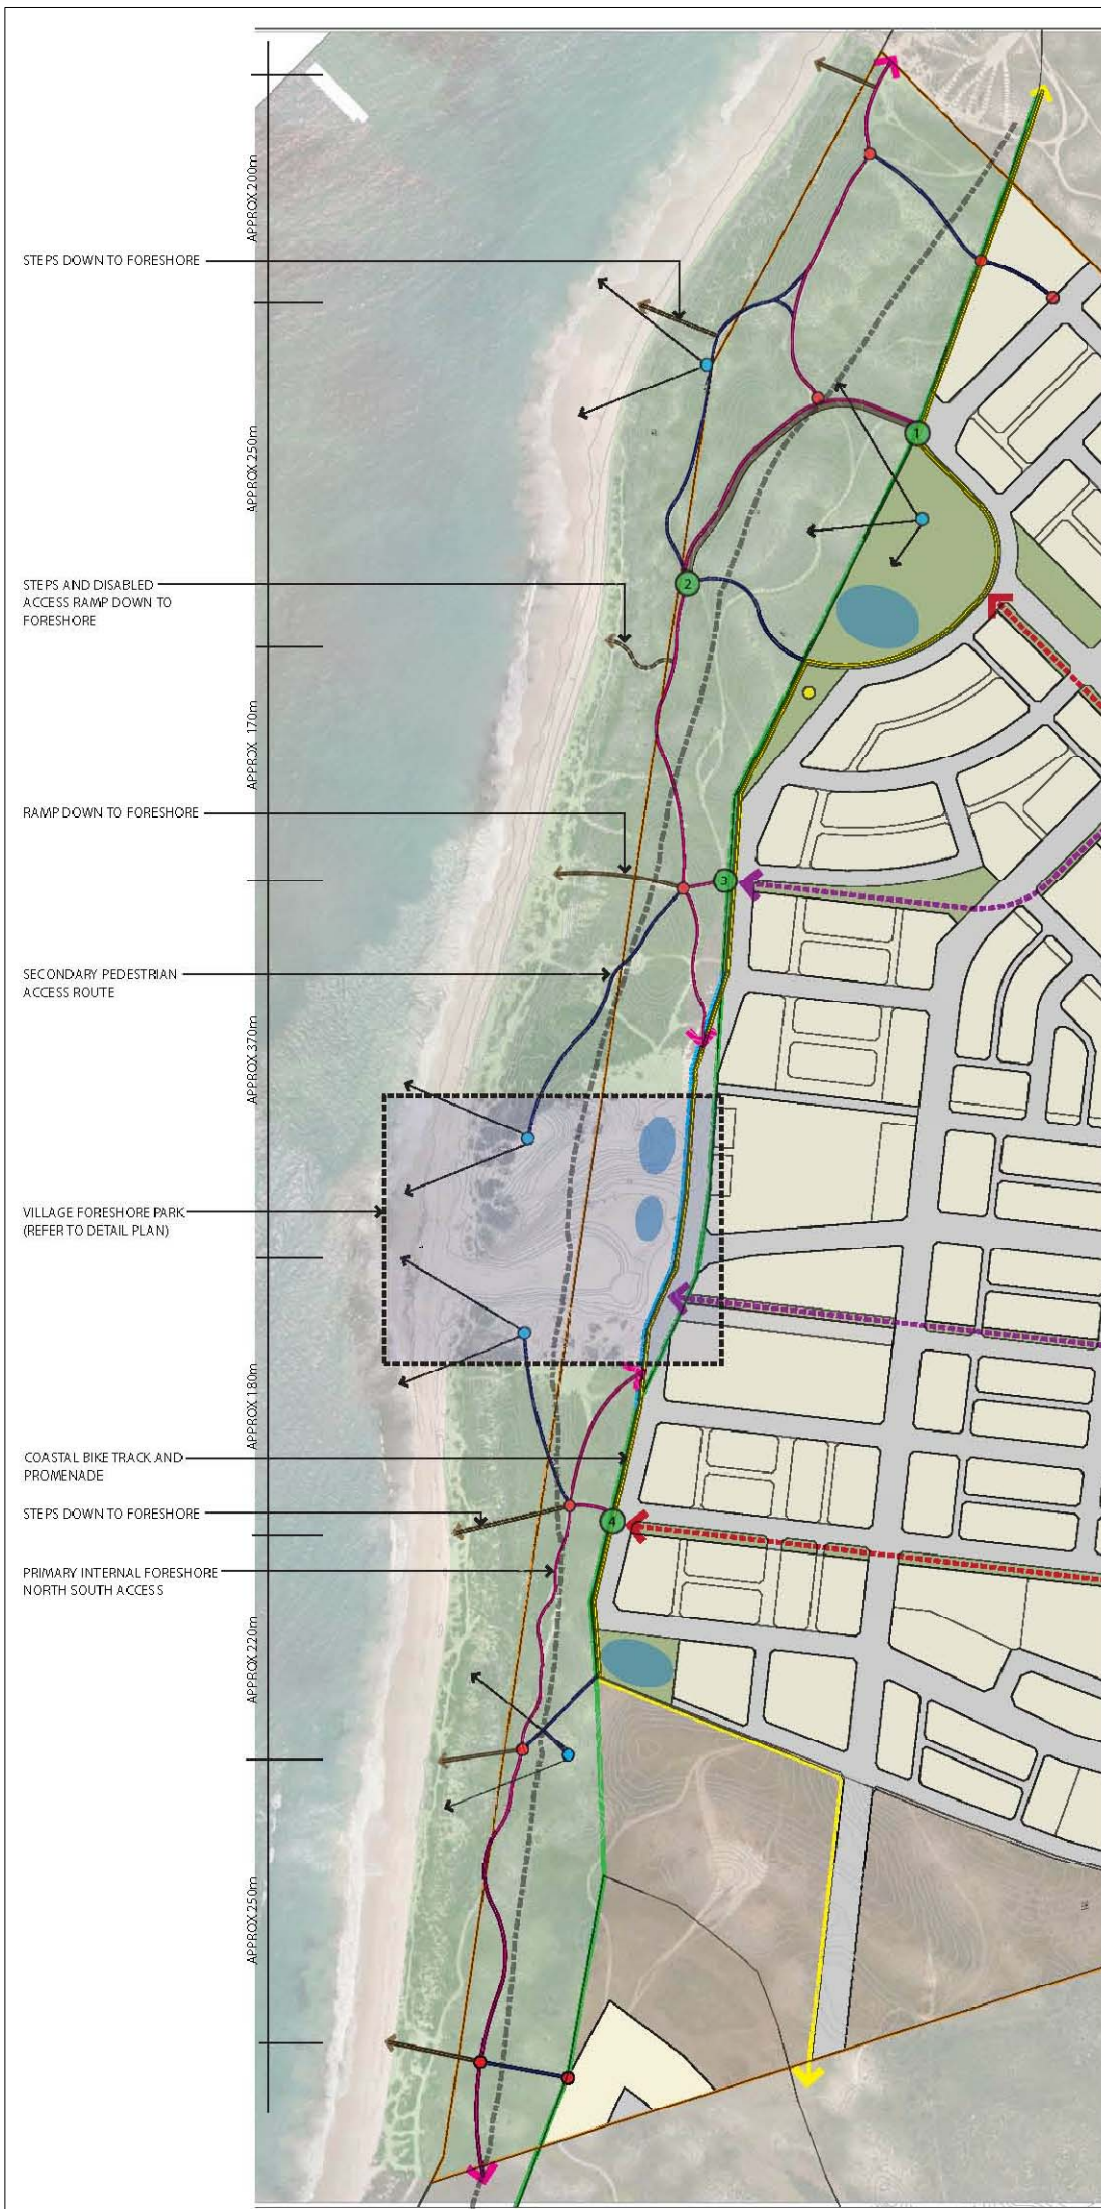 APPROX 200m
STEPS DOWN TO FORESHORE
1
APPROX 250m
STEPS AND DISABLED
ACCESS RAMP DOWN TO
FORESHORE
2
APPROX 170m
RAMP DOWN TO FORESHORE
3
SECONDARY PEDESTRIAN
ACCESS ROUTE
APPROX 370m
VILLAGE FORESHORE PARK
(REFER TO DETAIL PLAN)
APPROX 180m
COASTAL BIKE TRACK AND
PROMENADE
STEPS DOWN TO FORESHORE
4
PRIMARY INTERNAL FORESHORE
NORTH SOUTH ACCESS
APPROX 220m
APPROX 250m